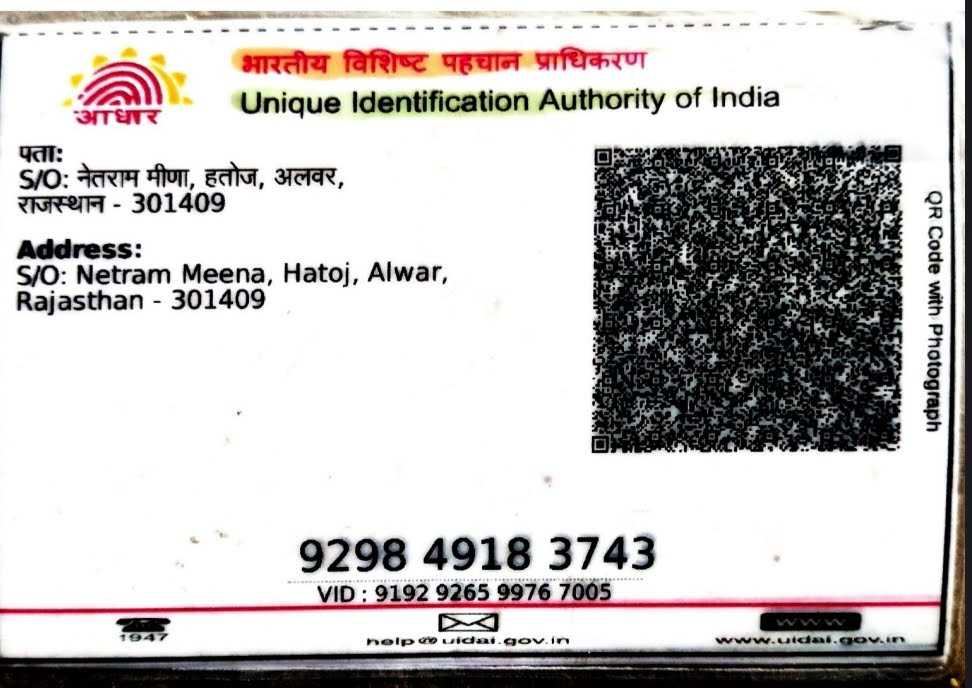 भारतीय विशिष्ट पहचान प्राधिकरण
Unique Identification Authority of India
आधार
पता:
S/O: नेतराम मीणा, हतोज, अलवर,
राजस्थान - 301409
Address:
S/O: Netram Meena, Hatoj, Alwar,
Rajasthan - 301409
QR Code with Photograph
9298 4918 3743
VID : 9192 9265 9976 7005
1947
help@uidai.gov.in
www
www.uidai.gov.in